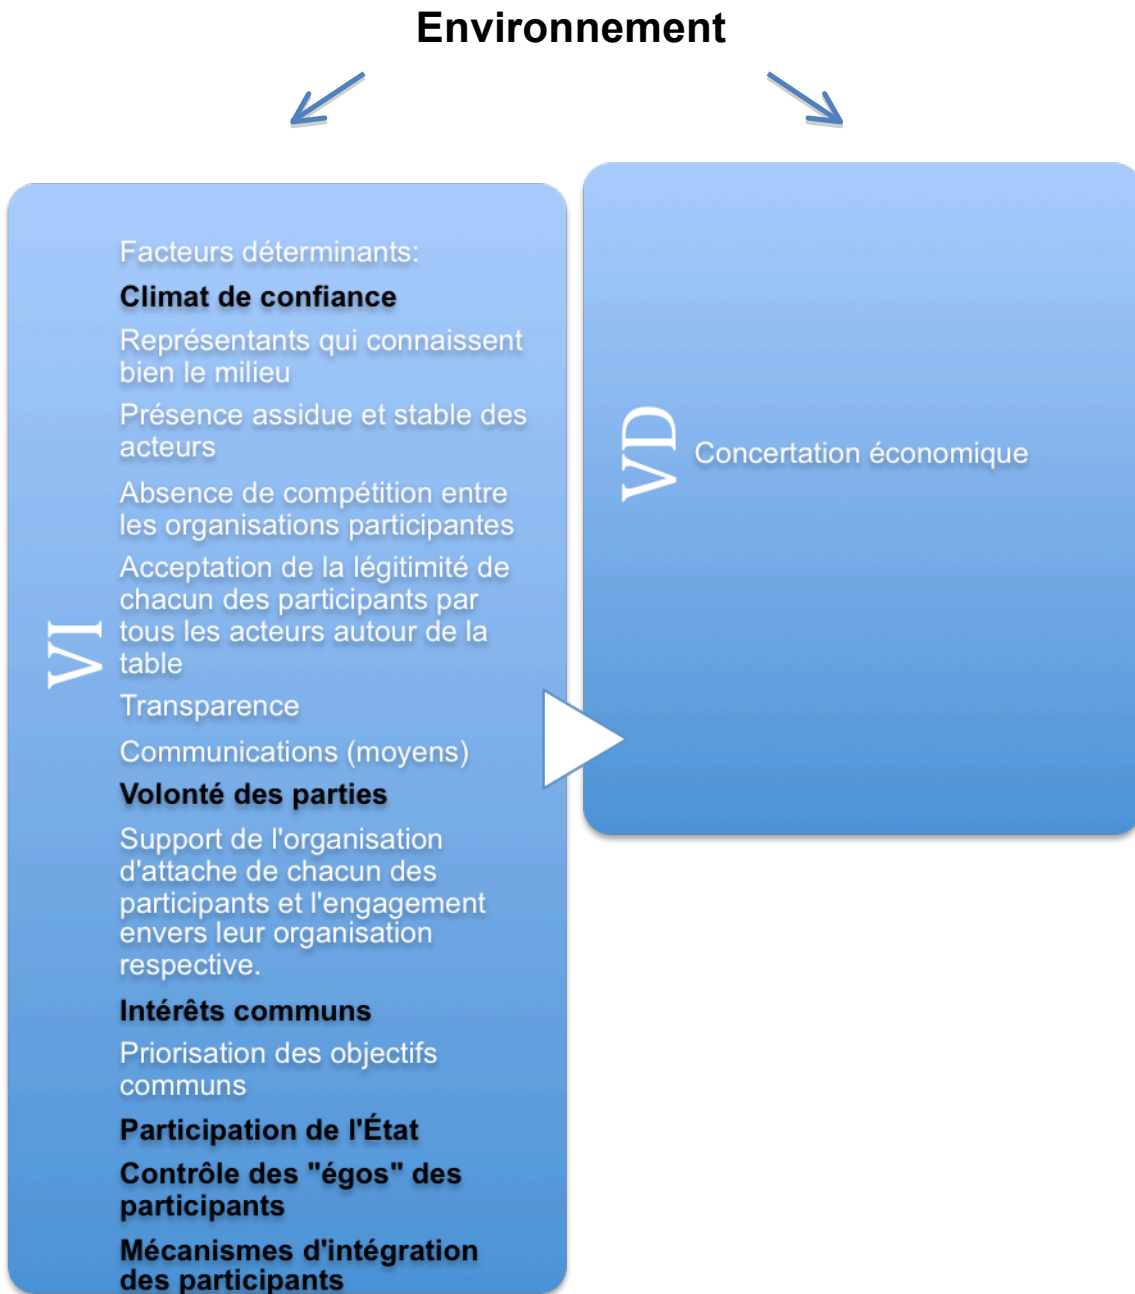 Environnement
VI
Facteurs déterminants:
Climat de confiance
Représentants qui connaissent
bien le milieu
Présence assidue et stable des
acteurs
Absence de compétition entre
les organisations participantes
Acceptation de la légitimité de
chacun des participants par
tous les acteurs autour de la
table
Transparence
Communications (moyens)
Volonté des parties
Support de l'organisation
d'attache de chacun des
participants et l'engagement
envers leur organisation
respective.
Intérêts communs
Priorisation des objectifs
communs
Participation de l'État
Contrôle des "égos" des
participants
Mécanismes d'intégration
des participants
VD
Concertation économique